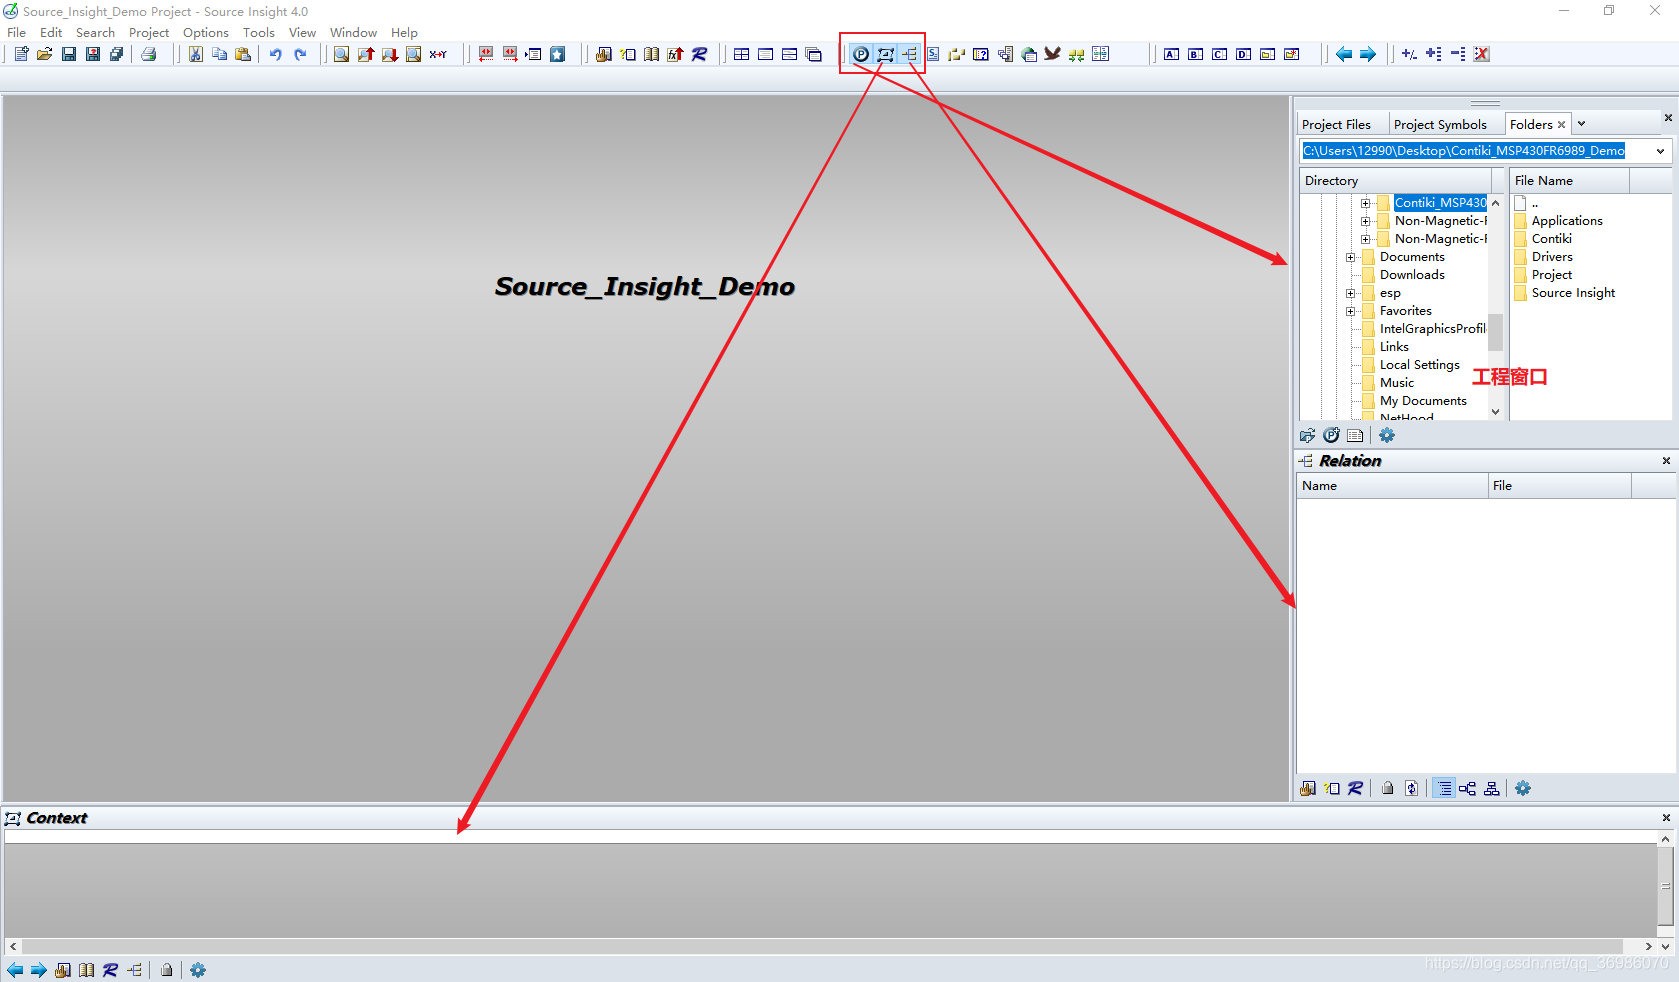 Source_Insight_Demo Project - Source Insight 4.0
File Edit Search Project Options Tools View Window Help
Project Files Project Symbols Folders
C:\Users\12990\Desktop\Contiki_MSP430FR6989_Demo
Directory File Name
Contiki_MSP430 ..
Non-Magnetic-F Applications
Non-Magnetic-F Contiki
Documents Drivers
Downloads Project
esp Source Insight
Favorites
IntelGraphicsProfil
Links
Local Settings
Music
工程窗口
My Documents
NetHood
Relation
Name File
Source_Insight_Demo
Context
https://blog.csdn.net/qq_36986070